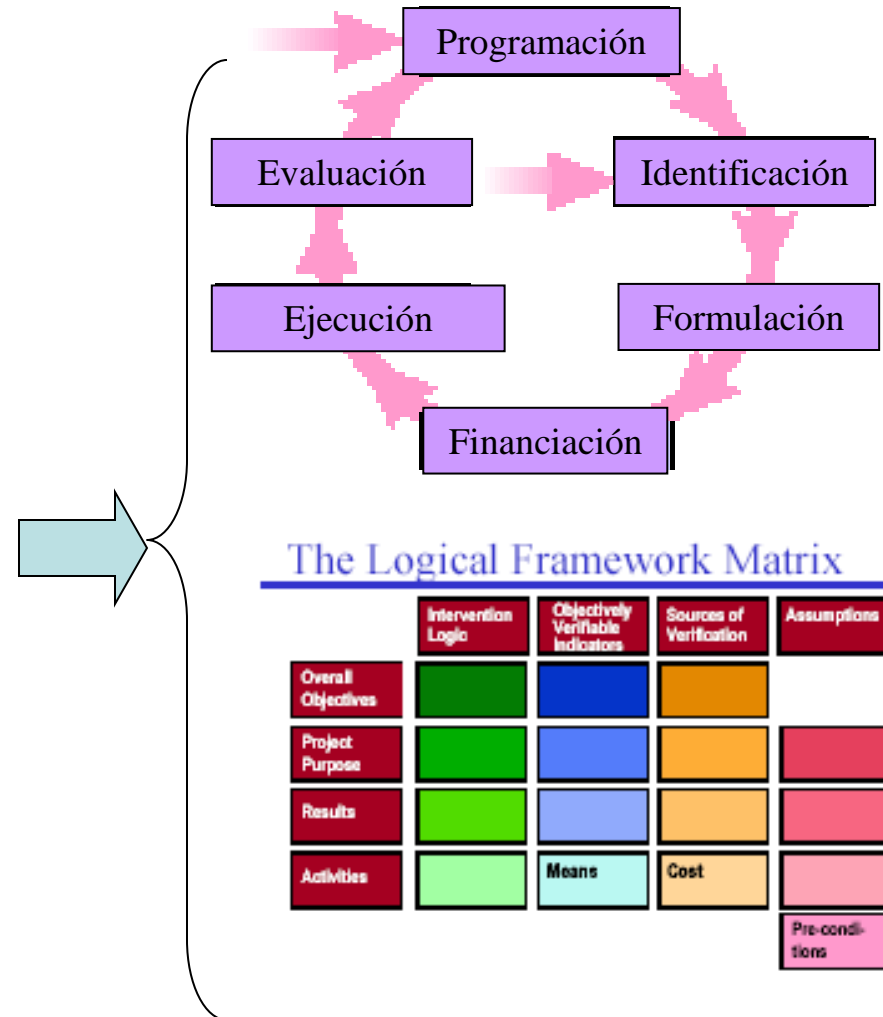 Programación
Evaluación
Identificación
Ejecución
Formulación
Financiación
The Logical Framework Matrix
Intervention
Logic
Objectively
Verifiable
Indicators
Sources of
Verification
Assumptions
Overall
Objectives
Project
Purpose
Results
Activities
Means
Cost
Pre-condi-
tions